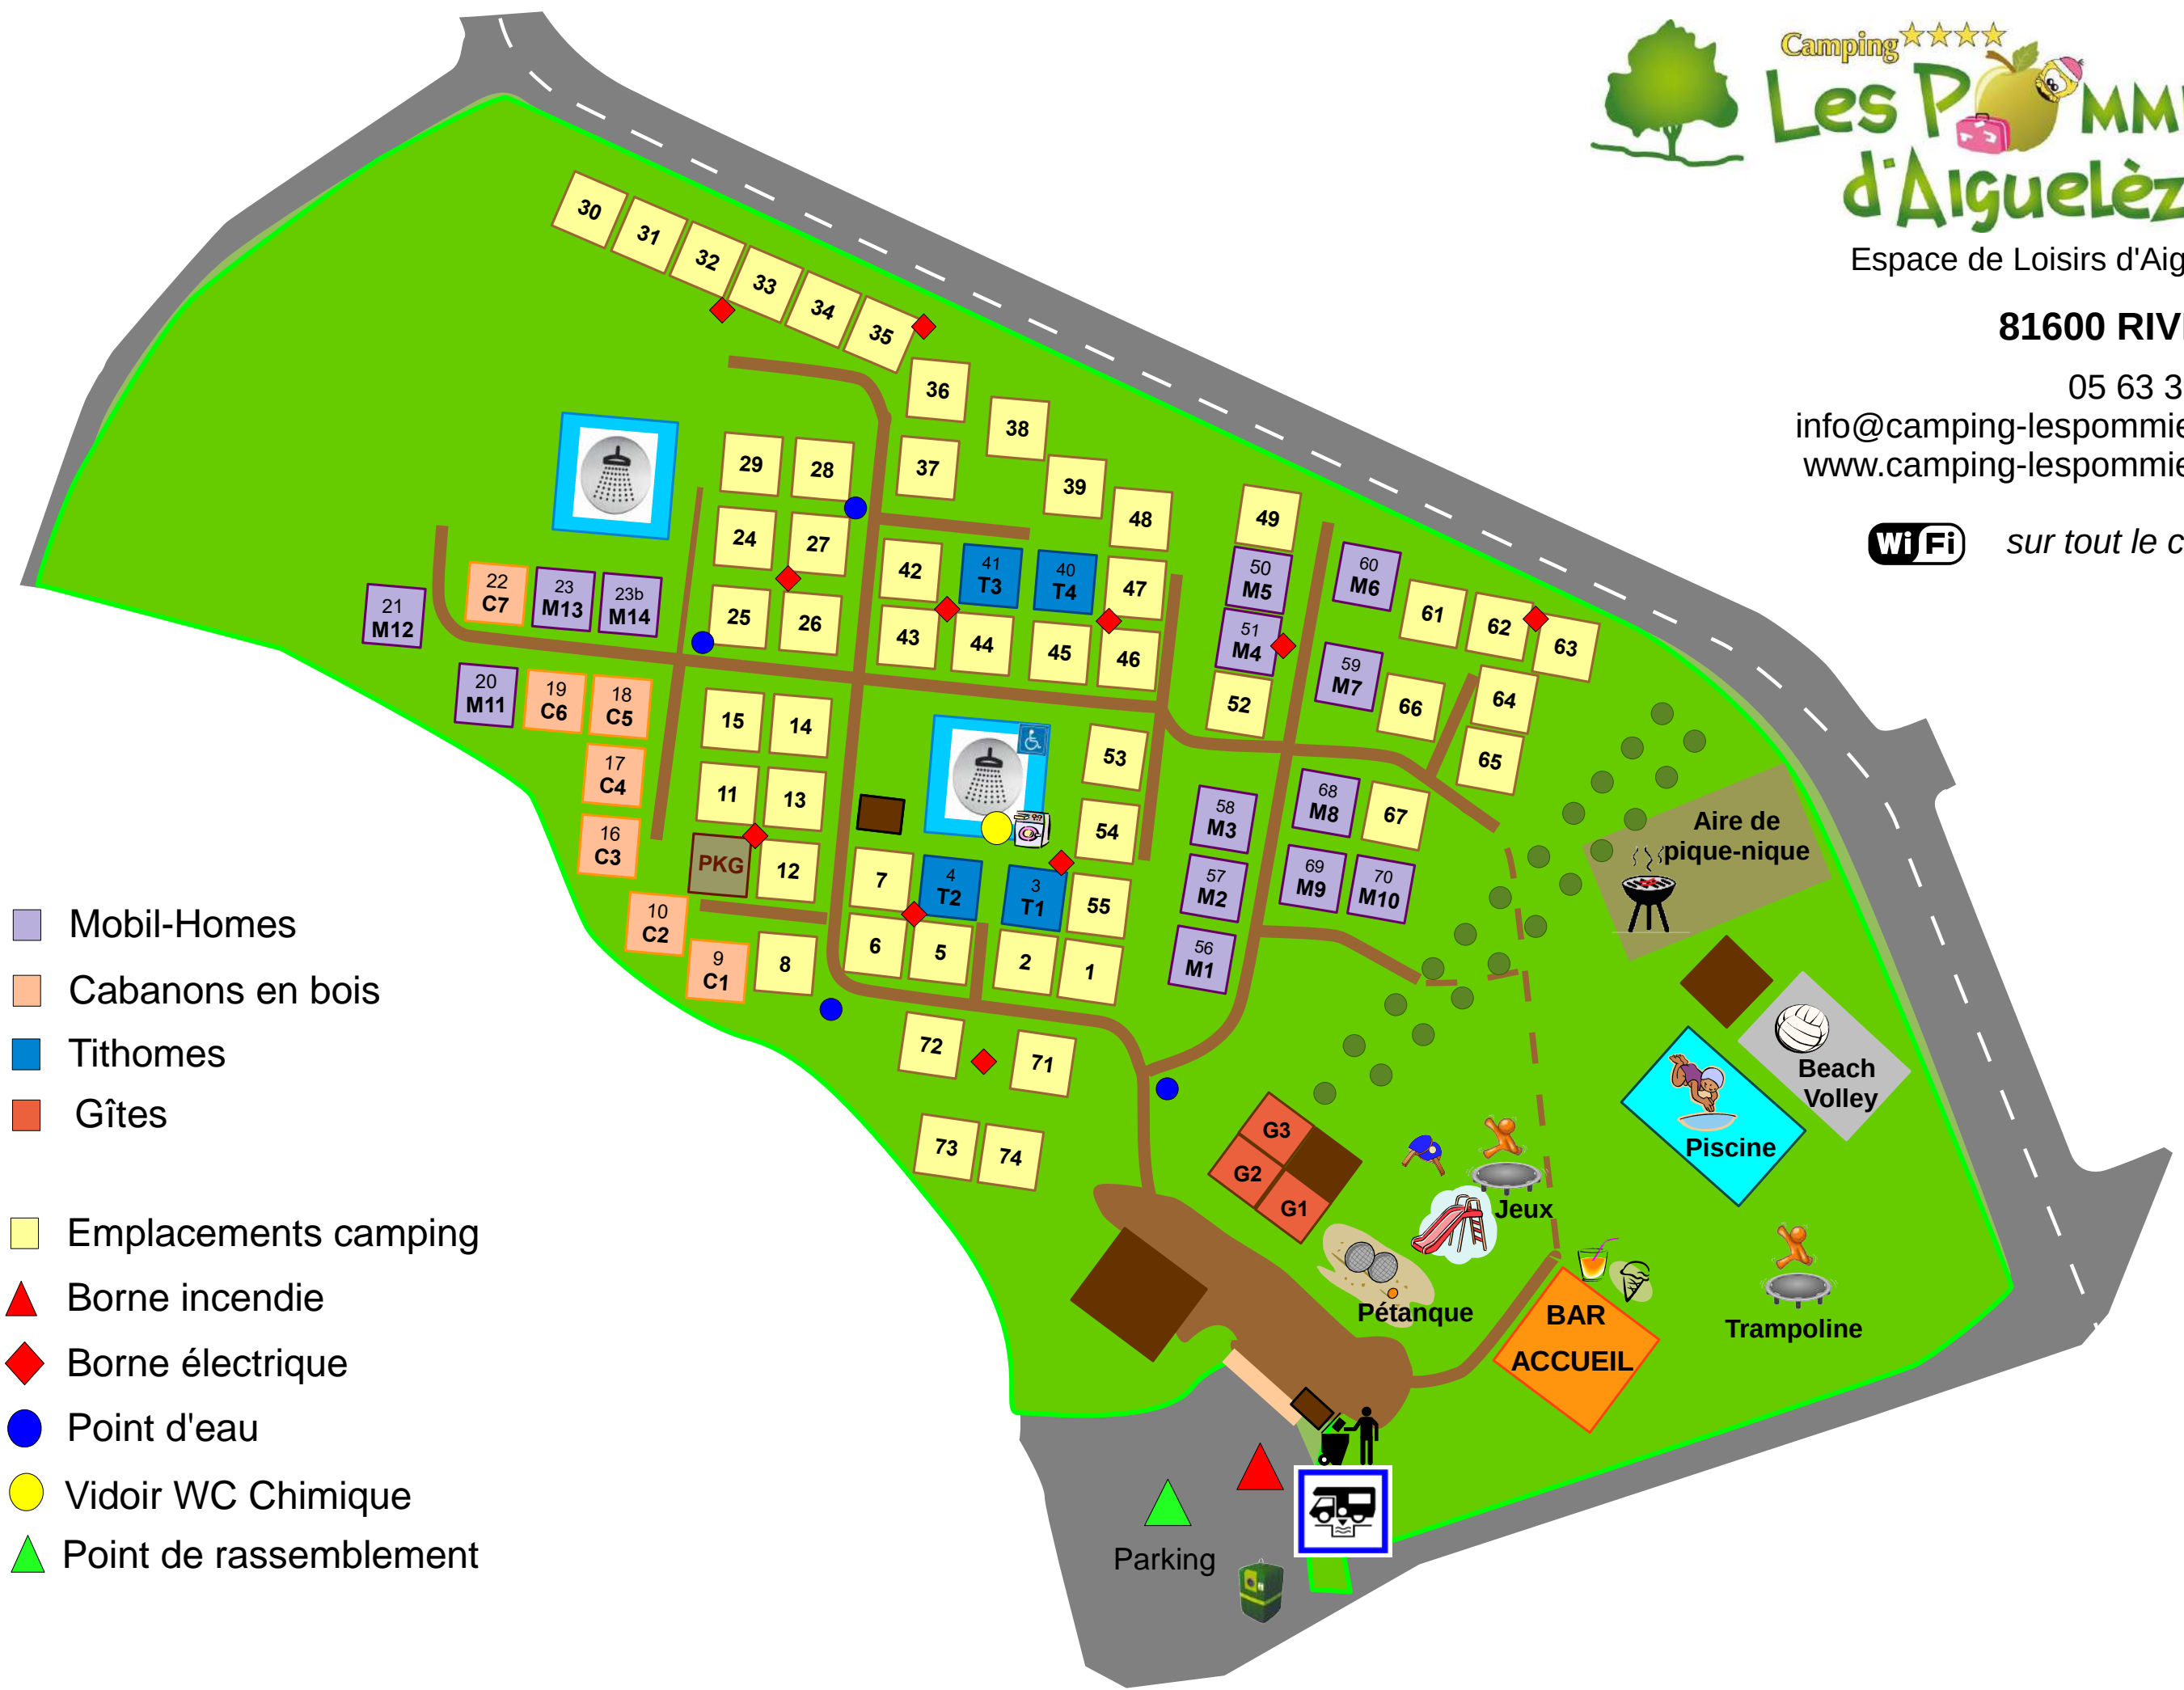 Camping
Les P MM
d'Aiguelèz
Espace de Loisirs d'Aig
81600 RIV
05 63 3
info@camping-lespommie
www.camping-lespommie
WiFi sur tout le c
30
31
32
33
34
35
36
38
37
39
48
49
29
28
24
27
25
26
42
41
T3
40
T4
47
43
44
45
46
50
M5
51
M4
52
60
M6
61
62
63
59
M7
66
64
65
22
C7
23
M13
23b
M14
21
M12
20
M11
19
C6
18
C5
17
C4
16
C3
15
14
11
13
PKG
12
10
C2
9
C1
8
53
54
7
4
T2
3
T1
55
6
5
2
1
58
M3
57
M2
56
M1
68
M8
67
69
M9
70
M10
72
71
73
74
Aire de
pique-nique
Beach
Volley
Piscine
G3
G2
G1
Jeux
Pétanque
BAR
ACCUEIL
Trampoline
Parking
Mobil-Homes
Cabanons en bois
Tithomes
Gîtes
Emplacements camping
Borne incendie
Borne électrique
Point d'eau
Vidoir WC Chimique
Point de rassemblement